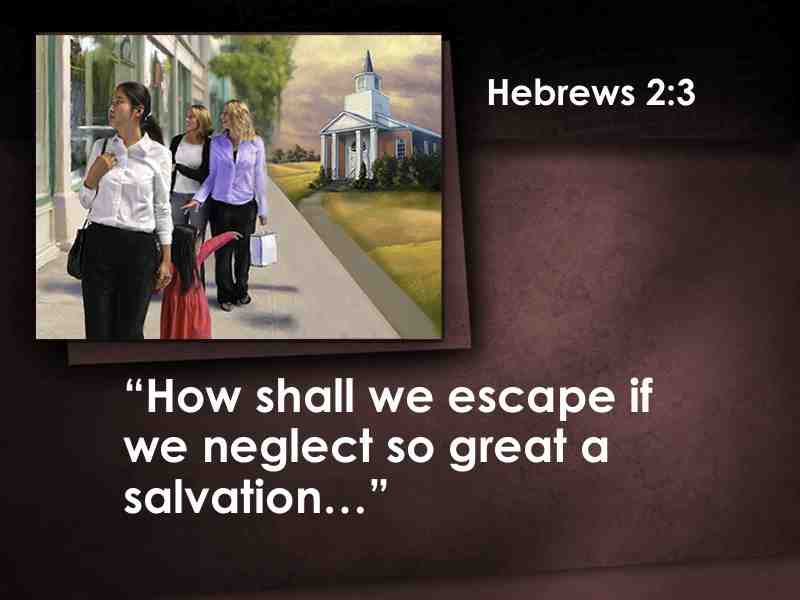 Hebrews 2:3
“How shall we escape if
we neglect so great a
salvation…”